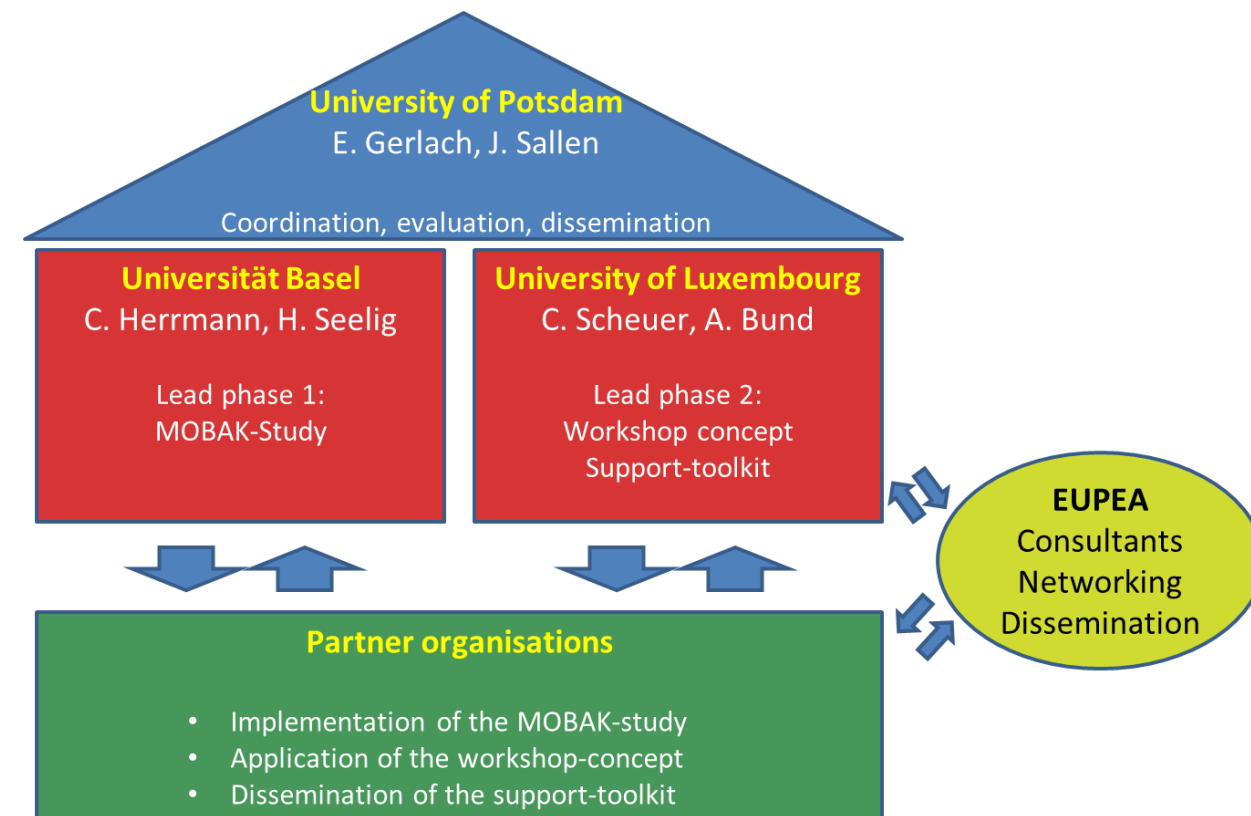 University of Potsdam
E. Gerlach, J. Sallen
Coordination, evaluation, dissemination
Universität Basel
C. Herrmann, H. Seelig
Lead phase 1:
MOBAK-Study
University of Luxembourg
C. Scheuer, A. Bund
Lead phase 2:
Workshop concept
Support-toolkit
EUPEA
Consultants
Networking
Dissemination
Partner organisations
• Implementation of the MOBAK-study
• Application of the workshop-concept
• Dissemination of the support-toolkit